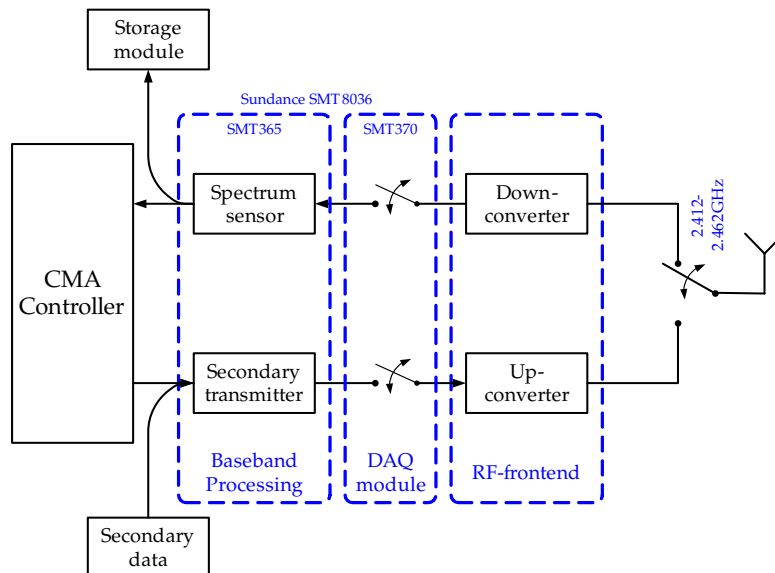 Storage
module
Sundance SMT8036
SMT365
SMT370
Spectrum
sensor
Down-
converter
2.412-
2.462GHz
CMA
Controller
Secondary
transmitter
Up-
converter
Baseband
Processing
DAQ
module
RF-frontend
Secondary
data